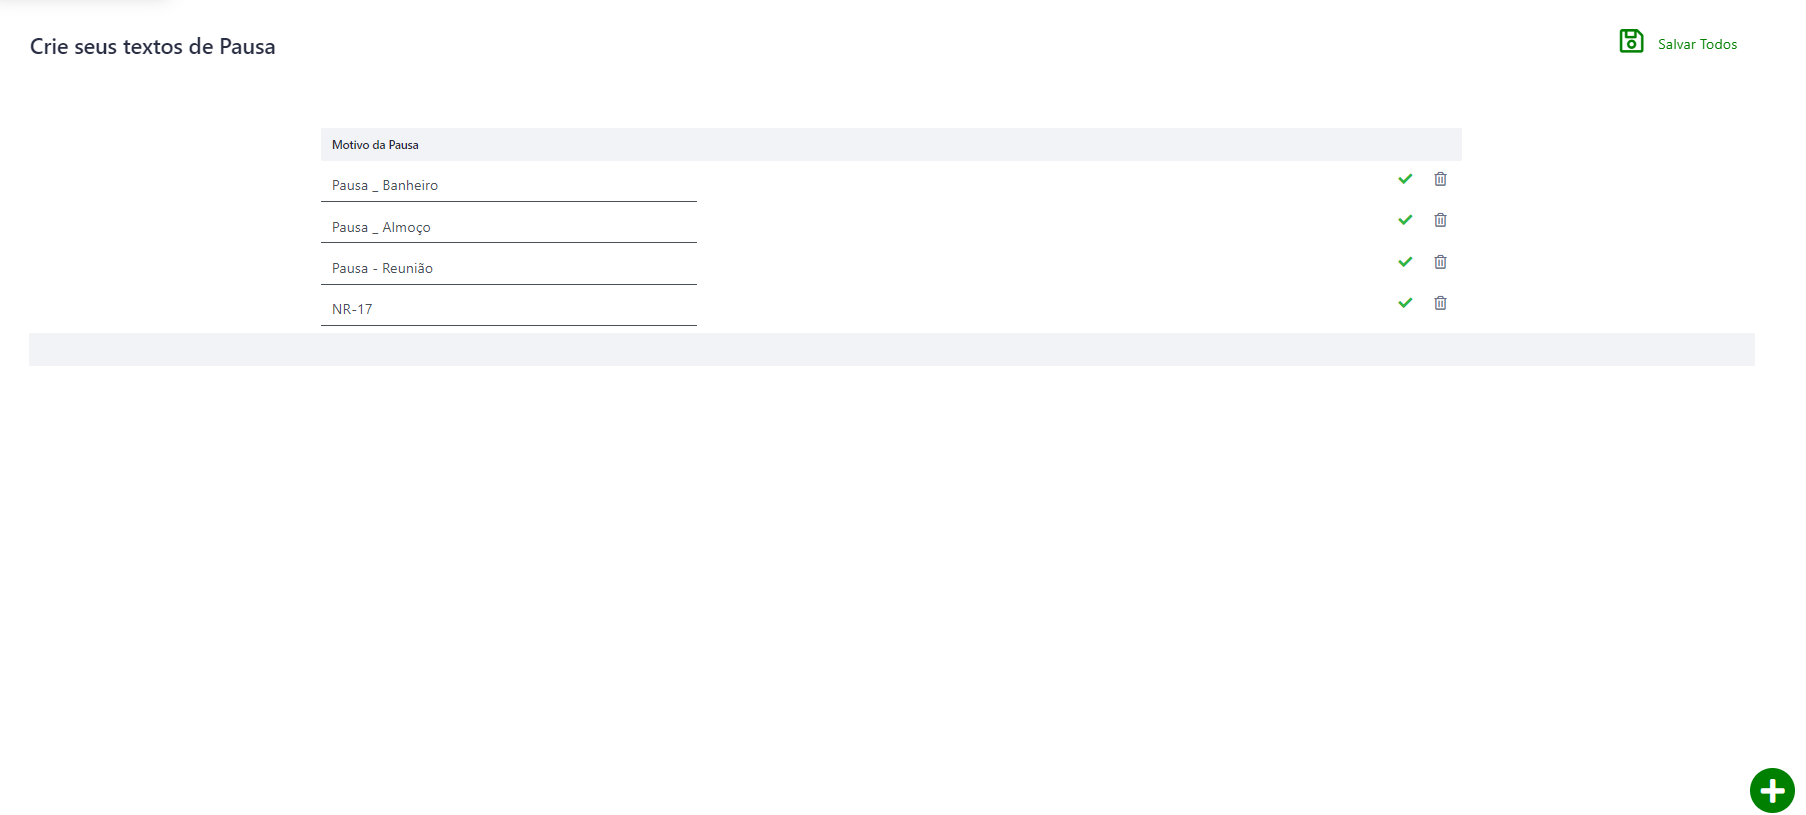 Crie seus textos de Pausa
Salvar Todos
Motivo da Pausa
Pausa _ Banheiro
Pausa _ Almoço
Pausa - Reunião
NR-17